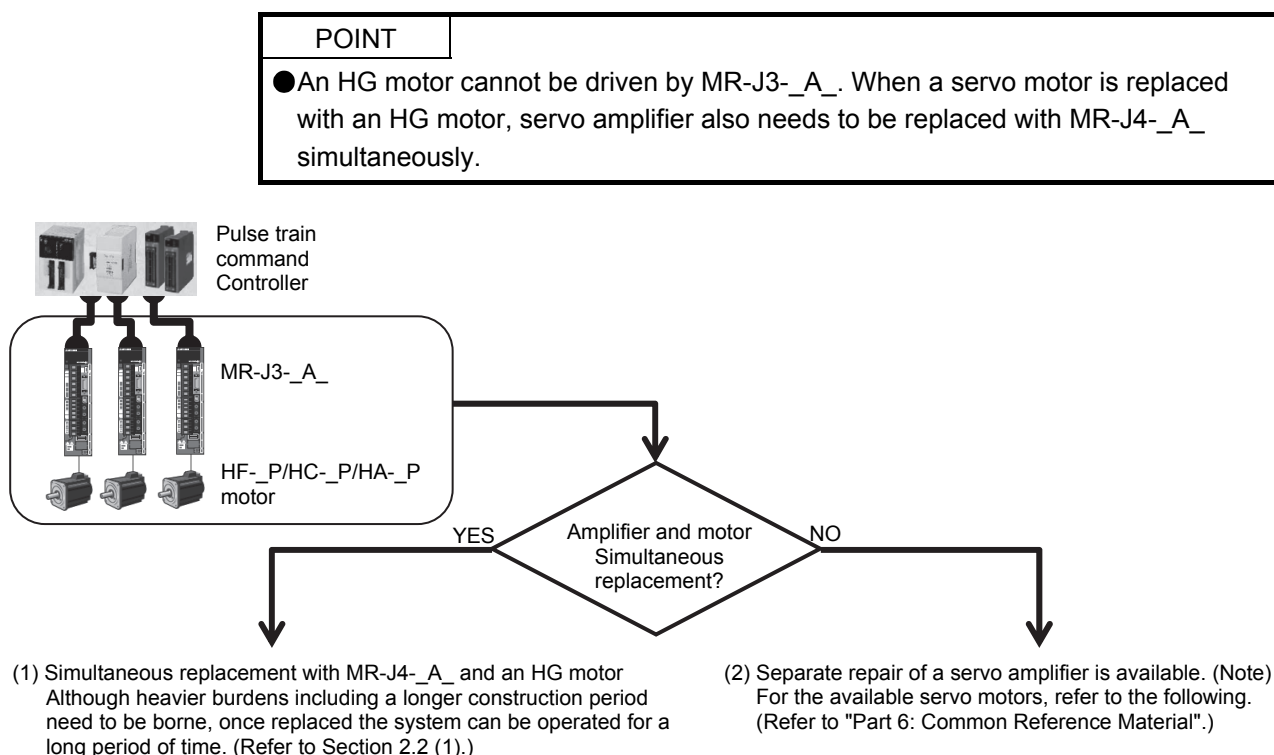 POINT
●An HG motor cannot be driven by MR-J3-_A_. When a servo motor is replaced
with an HG motor, servo amplifier also needs to be replaced with MR-J4-_A_
simultaneously.
Pulse train
command
Controller
MR-J3-_A_
HF-_P/HC-_P/HA-_P
motor
YES
Amplifier and motor
Simultaneous
replacement?
NO
(1) Simultaneous replacement with MR-J4-_A_ and an HG motor
Although heavier burdens including a longer construction period
need to be borne, once replaced the system can be operated for a
long period of time. (Refer to Section 2.2 (1).)
(2) Separate repair of a servo amplifier is available. (Note)
For the available servo motors, refer to the following.
(Refer to "Part 6: Common Reference Material".)